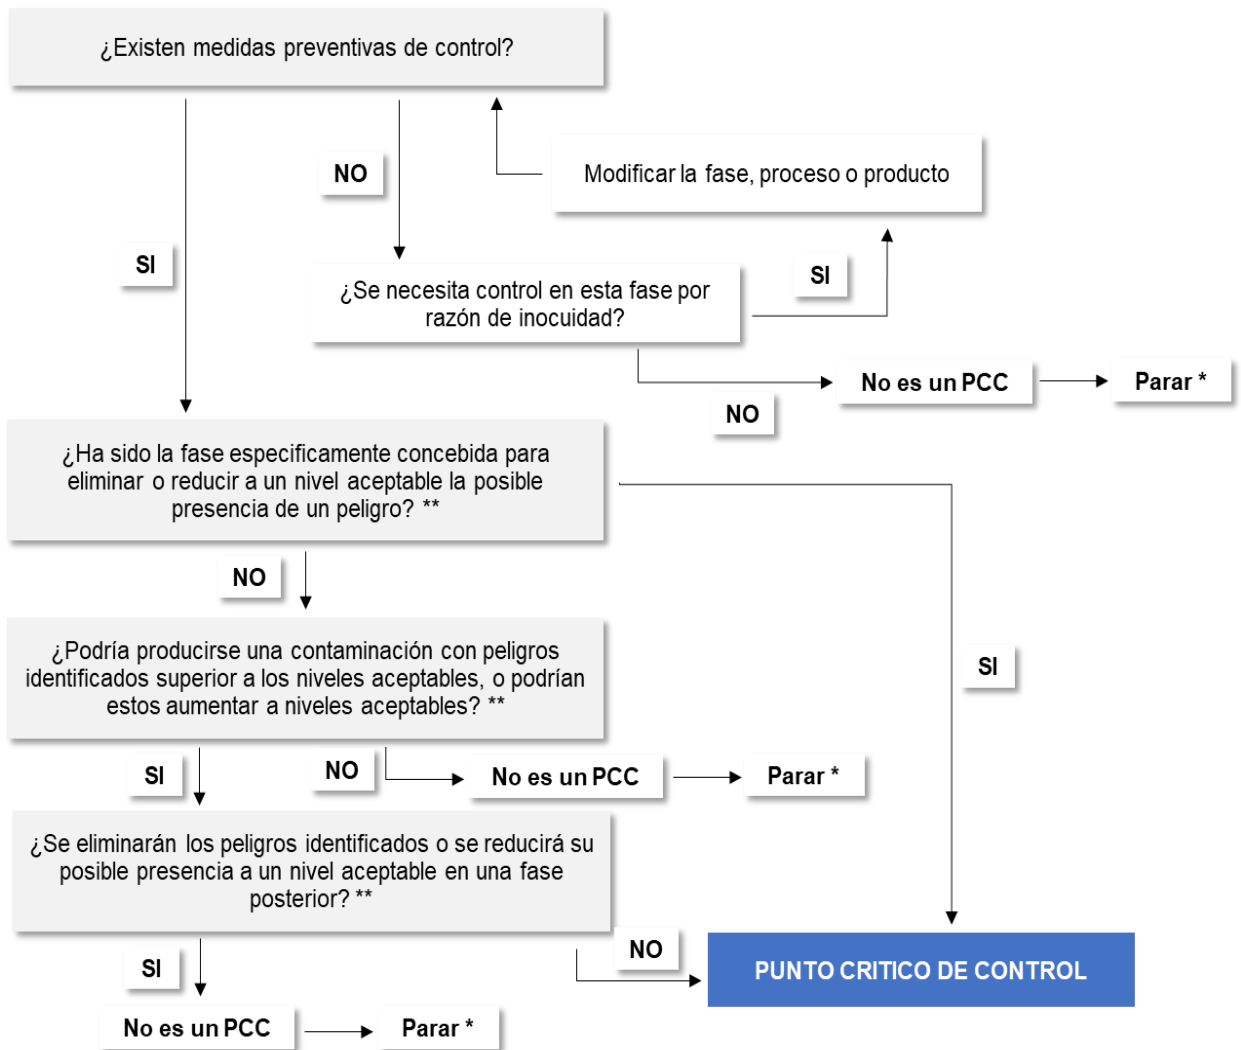 ¿Existen medidas preventivas de control?
Modificar la fase, proceso o producto
NO
SI
¿Se necesita control en esta fase por
razón de inocuidad?
SI
No es un PCC
Parar *
NO
¿Ha sido la fase especificamente concebida para
eliminar o reducir a un nivel aceptable la posible
presencia de un peligro? **
NO
¿Podría producirse una contaminación con peligros
identificados superior a los niveles aceptables, o podrían
estos aumentar a niveles aceptables? **
SI
SI
NO
No es un PCC
Parar *
¿Se eliminarán los peligros identificados o se reducirá su
posible presencia a un nivel aceptable en una fase
posterior? **
NO
PUNTO CRITICO DE CONTROL
SI
No es un PCC
Parar *